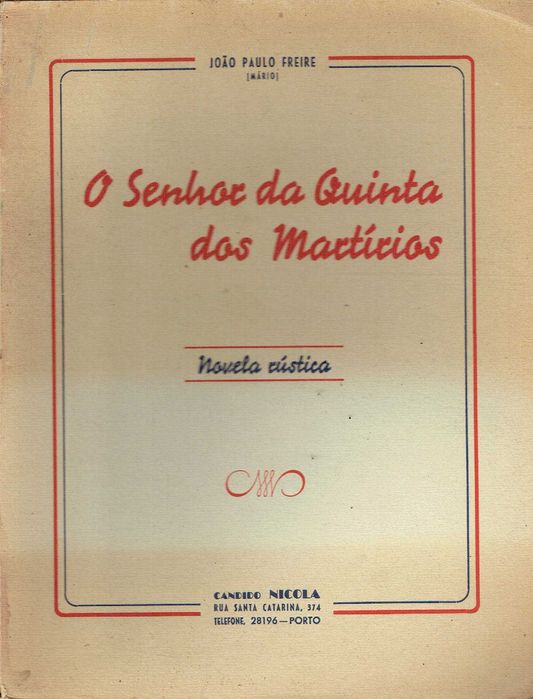 JOÃO PAULO FREIRE
[MÁRIO]
O Senhor da Quinta
dos Martírios
Novela rústica
CANDIDO NICOLA
RUA SANTA CATARINA, 374
TELEFONE, 28196 — PORTO